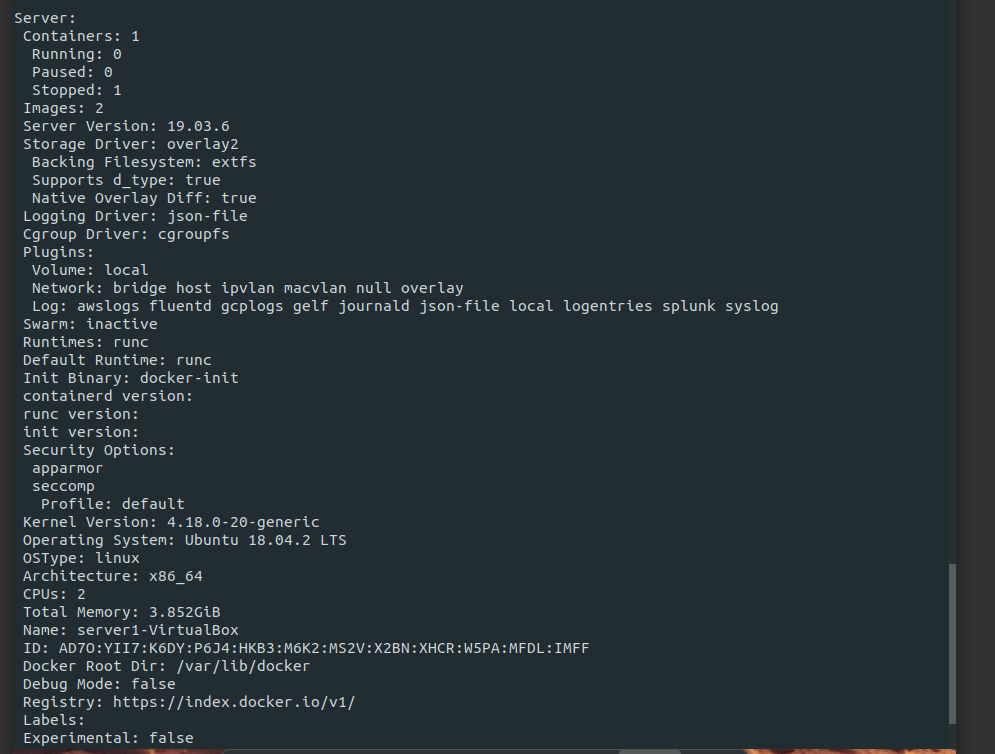 Server:
Containers: 1
Running: 0
Paused: 0
Stopped: 1
Images: 2
Server Version: 19.03.6
Storage Driver: overlay2
Backing Filesystem: extfs
Supports d_type: true
Native Overlay Diff: true
Logging Driver: json-file
Cgroup Driver: cgroupfs
Plugins:
Volume: local
Network: bridge host ipvlan macvlan null overlay
Log: awslogs fluentd gcplogs gelf journald json-file local logentries splunk syslog
Swarm: inactive
Runtimes: runc
Default Runtime: runc
Init Binary: docker-init
containerd version:
runc version:
init version:
Security Options:
apparmor
seccomp
Profile: default
Kernel Version: 4.18.0-20-generic
Operating System: Ubuntu 18.04.2 LTS
OSType: linux
Architecture: x86_64
CPUs: 2
Total Memory: 3.852GiB
Name: server1-VirtualBox
ID: AD7O:YII7:K6DY:P6J4:HKB3:M6K2:MS2V:X2BN:XHCR:W5PA:MFDL:IMFF
Docker Root Dir: /var/lib/docker
Debug Mode: false
Registry: https://index.docker.io/v1/
Labels:
Experimental: false